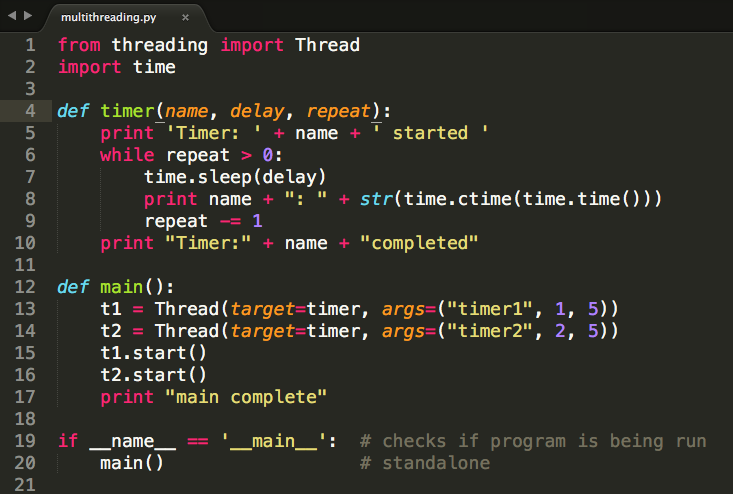 multithreading.py ×
1 from threading import Thread
2 import time
3
4 def timer(name, delay, repeat):
5     print 'Timer: ' + name + ' started '
6     while repeat > 0:
7         time.sleep(delay)
8         print name + ": " + str(time.ctime(time.time()))
9         repeat -= 1
10     print "Timer:" + name + "completed"
11
12 def main():
13     t1 = Thread(target=timer, args=("timer1", 1, 5))
14     t2 = Thread(target=timer, args=("timer2", 2, 5))
15     t1.start()
16     t2.start()
17     print "main complete"
18
19 if __name__ == '__main__':  # checks if program is being run
20     main()                  # standalone
21